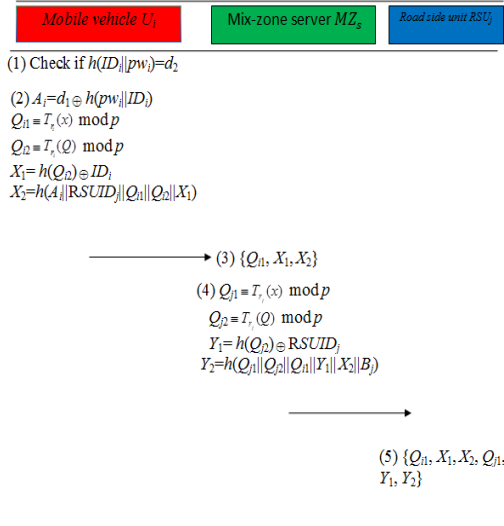 Mobile vehicle Ui
Mix-zone server MZs
Road side unit RSUj
(1) Check if h(IDi||pwi)=d2
(2) Ai=d1⊕h(pwi||IDi)
Qi1≡Tri(x) mod p
Qi2≡Tri(Q) mod p
X1=h(Qi2)⊕IDi
X2=h(Ai||RSUIDj||Qi1||Qi2||X1)
(3) {Qi1, X1,X2}
(4) Qj1≡Trj(x) mod p
Qj2≡Trj(Q) mod p
Y1=h(Qj2)⊕RSUIDj
Y2=h(Qj1||Qj2||Qi1||Y1||X2||Bj)
(5) {Qi1, X1, X2, Qj1,
Y1, Y2}